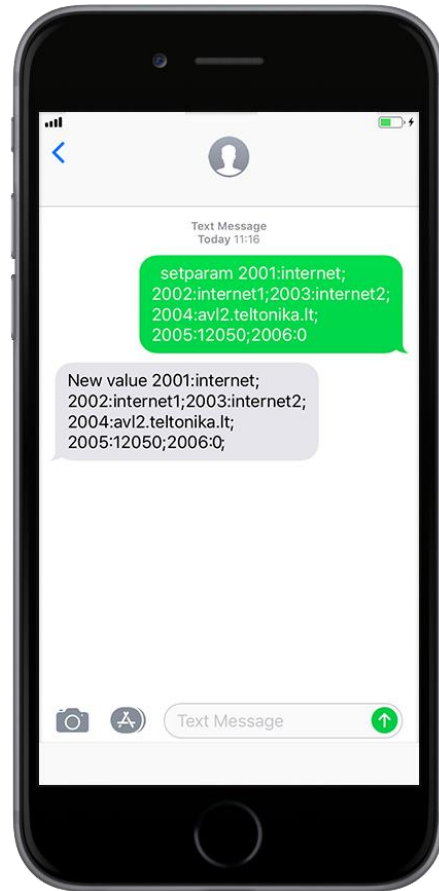 Text Message
Today 11:16
setparam 2001:internet;
2002:internet1;2003:internet2;
2004:avl2.teltonika.lt;
2005:12050;2006:0
New value 2001:internet;
2002:internet1;2003:internet2;
2004:avl2.teltonika.lt;
2005:12050;2006:0;
Text Message